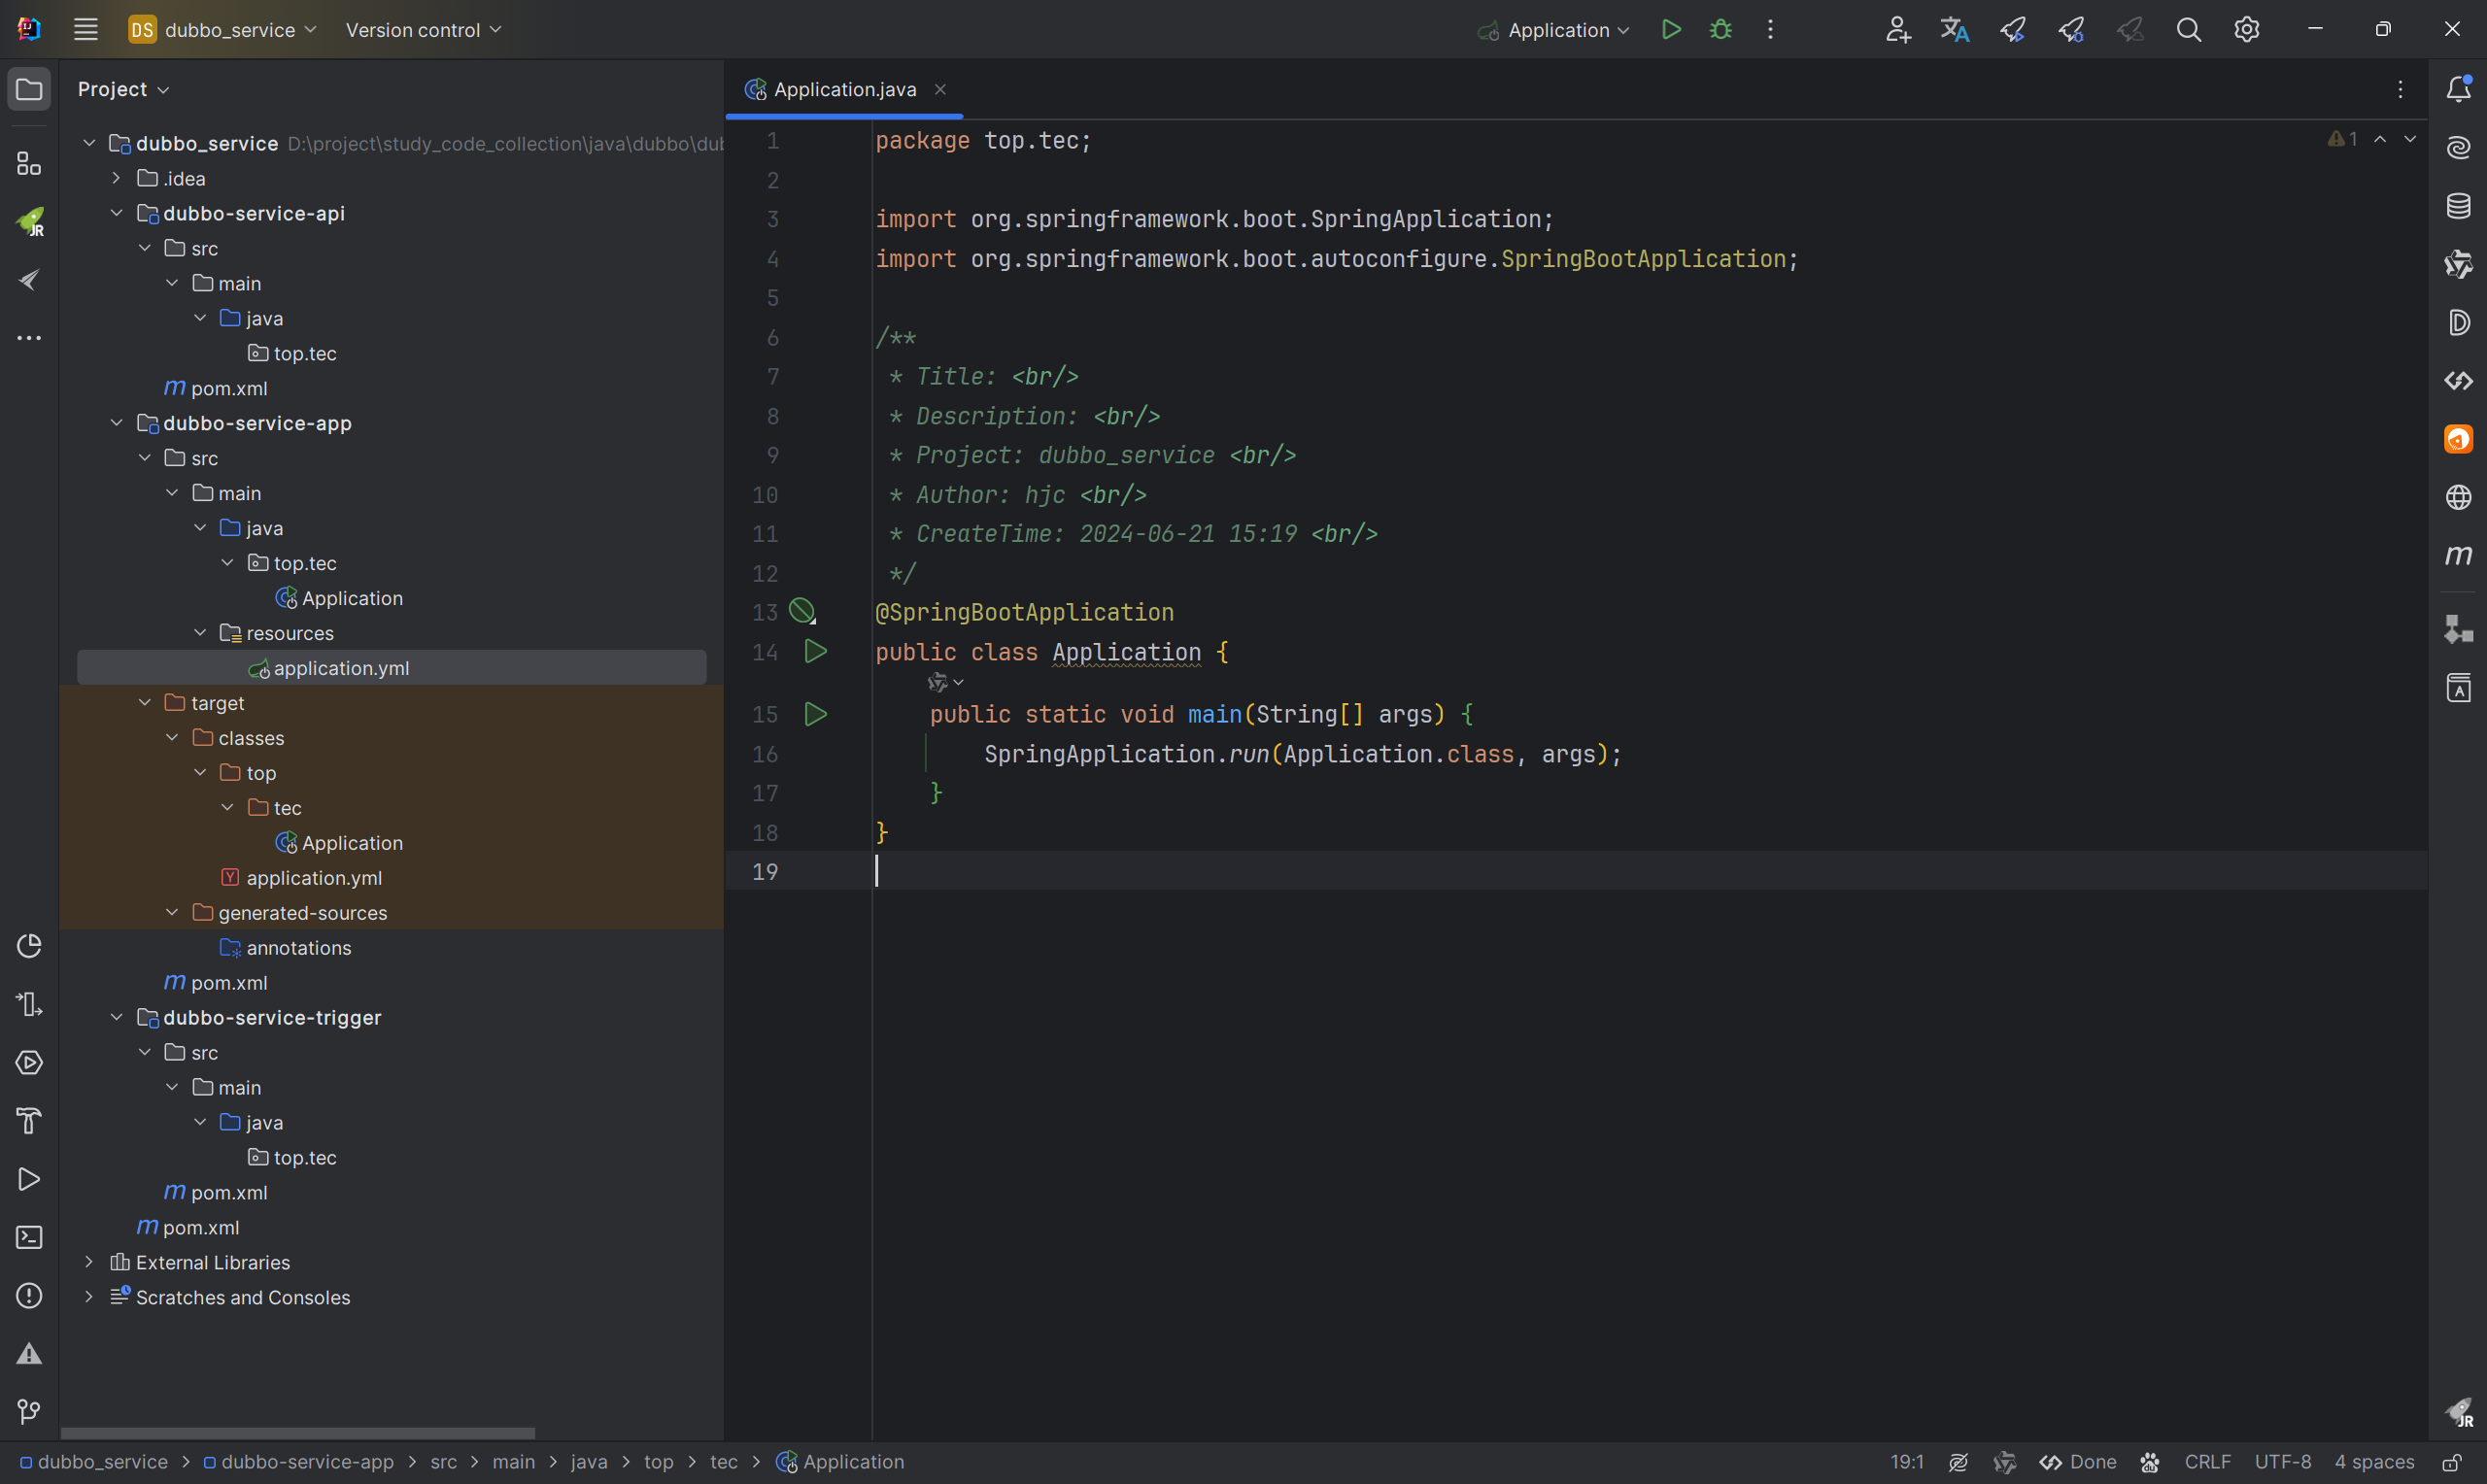 DS dubbo_service Version control
Application
Project
dubbo_service D:\project\study_code_collection\java\dubbo\dub
.idea
dubbo-service-api
src
main
java
top.tec
m pom.xml
dubbo-service-app
src
main
java
top.tec
Application
resources
application.yml
target
classes
top
tec
Application
Y application.yml
generated-sources
annotations
m pom.xml
dubbo-service-trigger
src
main
java
top.tec
m pom.xml
m pom.xml
External Libraries
Scratches and Consoles
Application.java
1 package top.tec;
2
3 import org.springframework.boot.SpringApplication;
4 import org.springframework.boot.autoconfigure.SpringBootApplication;
5
6 /**
7 * Title: <br/>
8 * Description: <br/>
9 * Project: dubbo_service <br/>
10 * Author: hjc <br/>
11 * CreateTime: 2024-06-21 15:19 <br/>
12 */
13 @SpringBootApplication
14 public class Application {
15 public static void main(String[] args) {
16 SpringApplication.run(Application.class, args);
17 }
18 }
19
1
JR
m
A
JR
dubbo_service > dubbo-service-app > src > main > java > top > tec > Application
19:1 Done CRLF UTF-8 4 spaces